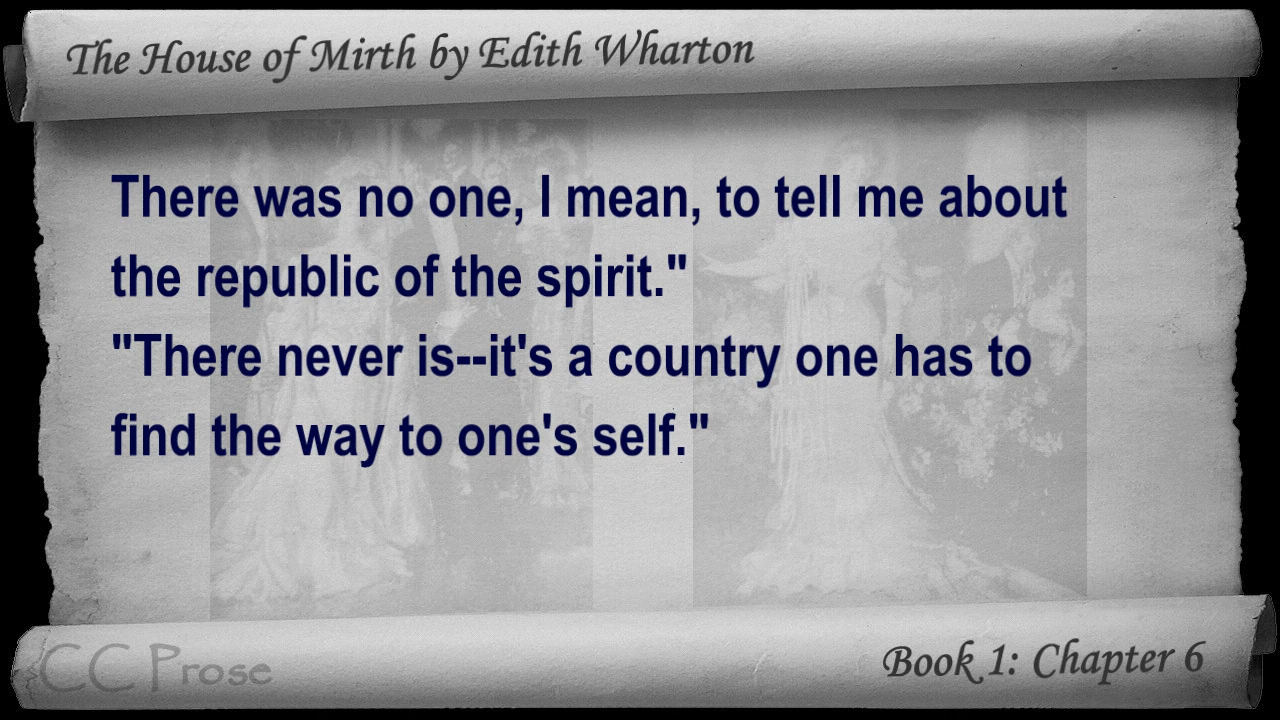 The House of Mirth by Edith Wharton
There was no one, I mean, to tell me about
the republic of the spirit."
"There never is--it's a country one has to
find the way to one's self."
CC Prose
Book 1: Chapter 6